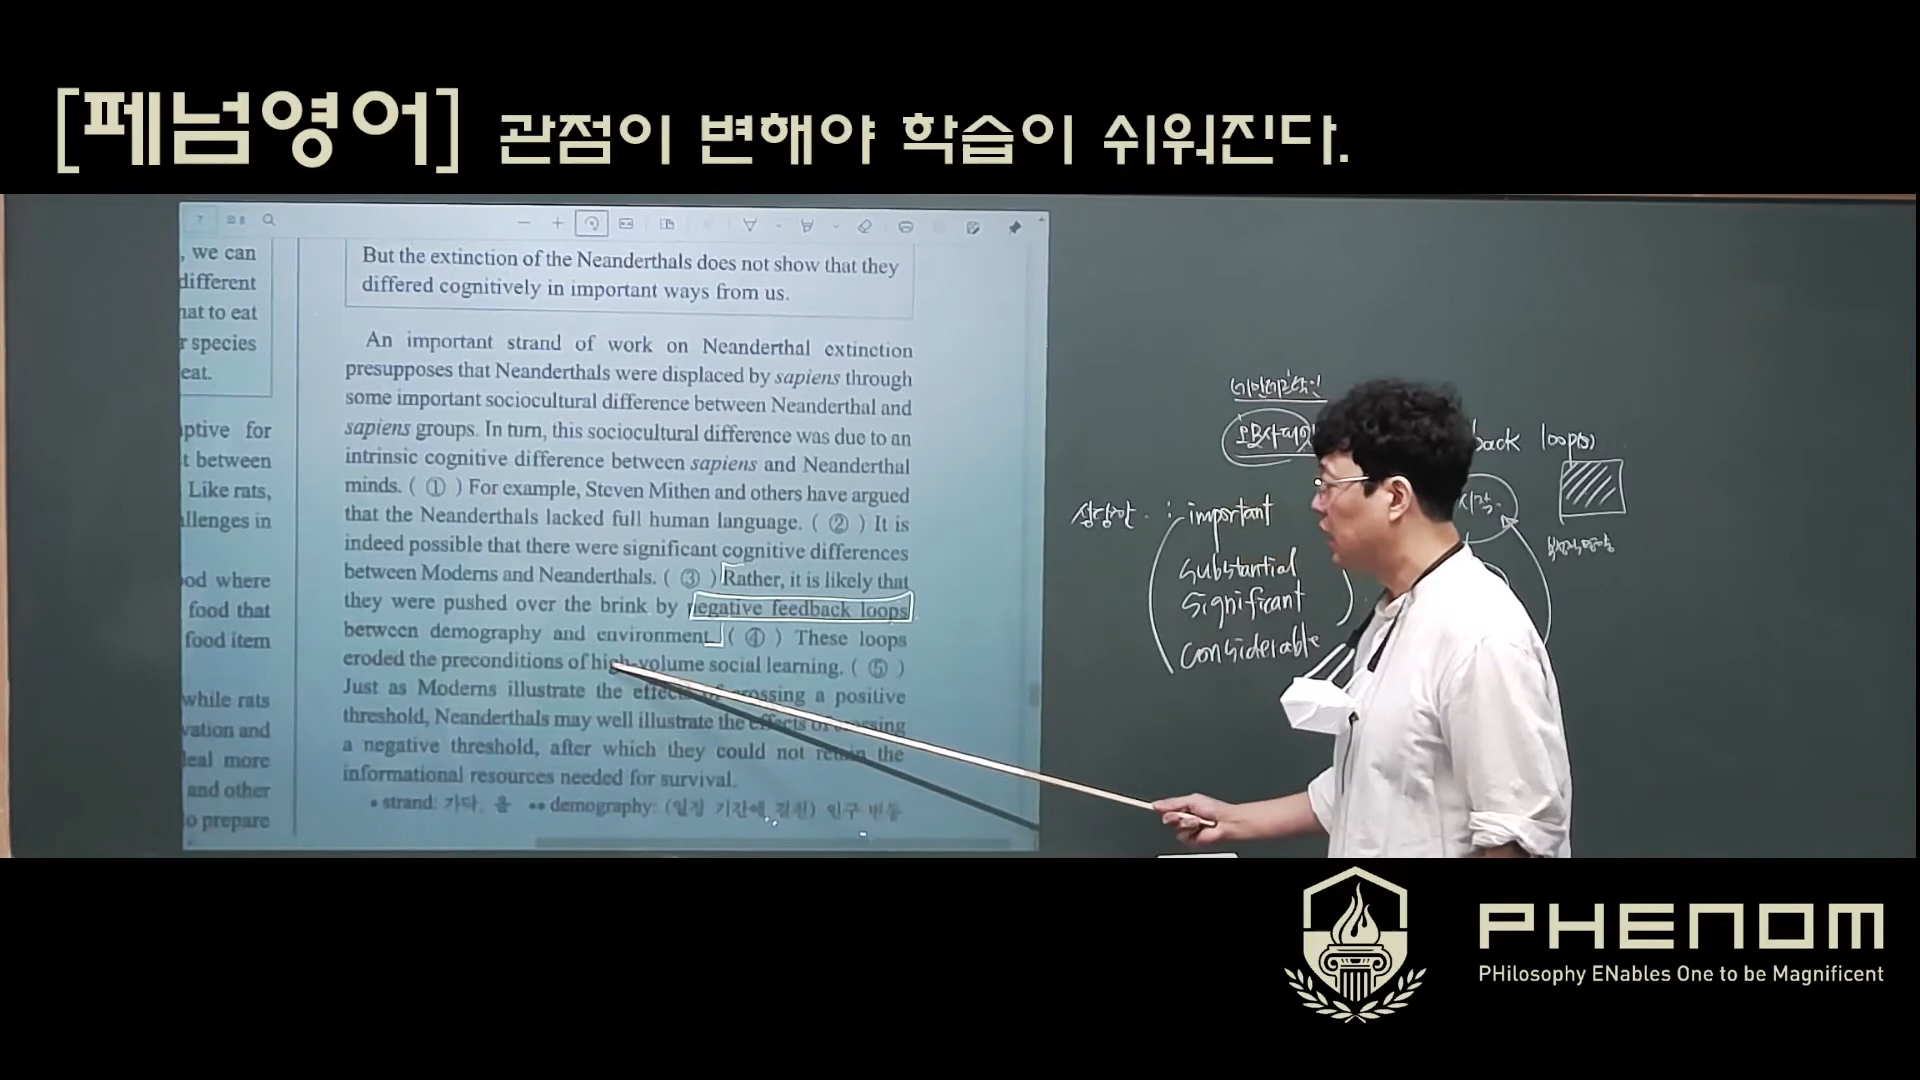 [페넘영어] 관점이 변해야 학습이 쉬워진다.
7
, we can
different
hat to eat
r species
eat.
ptive for
t between
Like rats,
llenges in
od where
food that
food item
while rats
vation and
deal more
and other
o prepare
But the extinction of the Neanderthals does not show that they
differed cognitively in important ways from us.
An important strand of work on Neanderthal extinction
presupposes that Neanderthals were displaced by sapiens through
some important sociocultural difference between Neanderthal and
sapiens groups. In turn, this sociocultural difference was due to an
intrinsic cognitive difference between sapiens and Neanderthal
minds. ( ① ) For example, Steven Mithen and others have argued
that the Neanderthals lacked full human language. ( ② ) It is
indeed possible that there were significant cognitive differences
between Moderns and Neanderthals. ( ③ ) Rather, it is likely that
they were pushed over the brink by negative feedback loops
between demography and environment. ( ④ ) These loops
eroded the preconditions of high-volume social learning. ( ⑤ )
Just as Moderns illustrate the effects of crossing a positive
threshold, Neanderthals may well illustrate the effects of crossing
a negative threshold, after which they could not retain the
informational resources needed for survival.
• strand: 가닥, 올 •• demography: (일정 기간에 걸친) 인구 변동
back loop(s)
시각
상당한 : important
substantial
significant
considerable
PHENOM
PHilosophy ENables One to be Magnificent